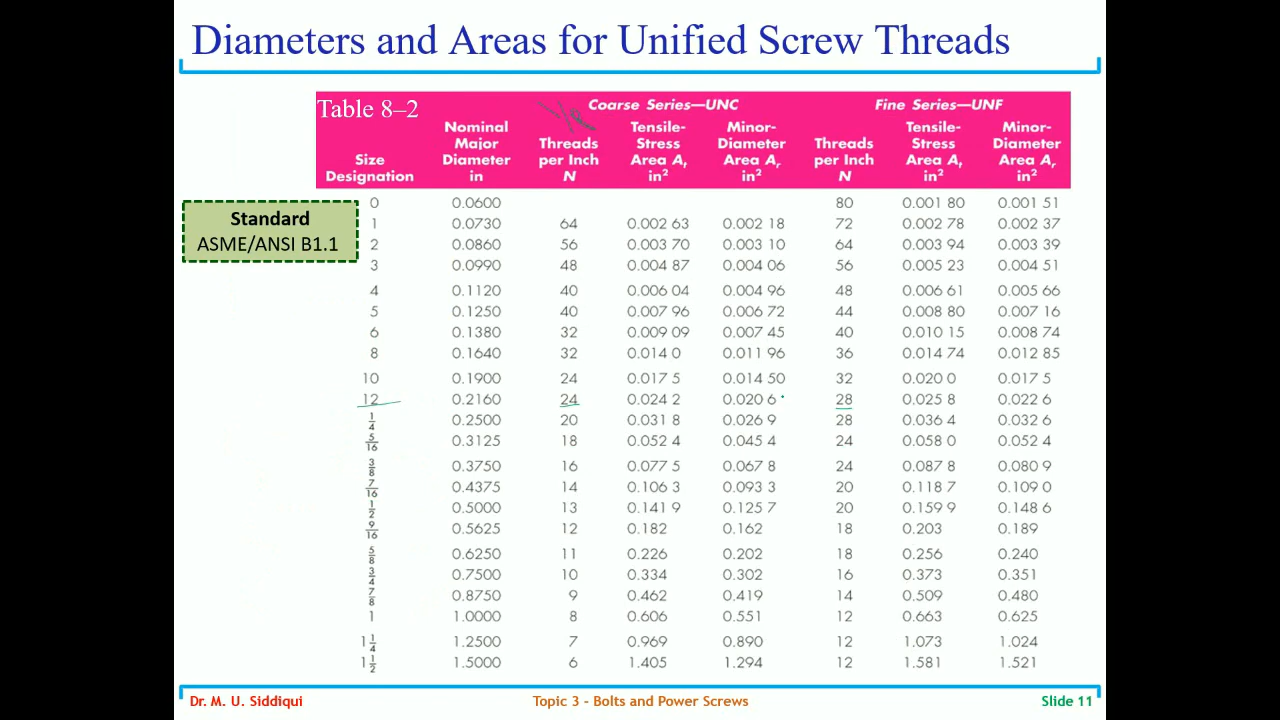 Diameters and Areas for Unified Screw Threads
Table 8–2
Coarse Series—UNC Fine Series—UNF
Nominal Tensile- Minor- Tensile- Minor-
Major Threads Stress Diameter Threads Stress Diameter
Size Diameter per Inch Area At Area Ar per Inch Area At Area Ar
Designation in N in² in² N in² in²
Standard
ASME/ANSI B1.1
0 0.0600 80 0.001 80 0.001 51
1 0.0730 64 0.002 63 0.002 18 72 0.002 78 0.002 37
2 0.0860 56 0.003 70 0.003 10 64 0.003 94 0.003 39
3 0.0990 48 0.004 87 0.004 06 56 0.005 23 0.004 51
4 0.1120 40 0.006 04 0.004 96 48 0.006 61 0.005 66
5 0.1250 40 0.007 96 0.006 72 44 0.008 80 0.007 16
6 0.1380 32 0.009 09 0.007 45 40 0.010 15 0.008 74
8 0.1640 32 0.014 0 0.011 96 36 0.014 74 0.012 85
10 0.1900 24 0.017 5 0.014 50 32 0.020 0 0.017 5
12 0.2160 24 0.024 2 0.020 6 28 0.025 8 0.022 6
1/4 0.2500 20 0.031 8 0.026 9 28 0.036 4 0.032 6
5/16 0.3125 18 0.052 4 0.045 4 24 0.058 0 0.052 4
3/8 0.3750 16 0.077 5 0.067 8 24 0.087 8 0.080 9
7/16 0.4375 14 0.106 3 0.093 3 20 0.118 7 0.109 0
1/2 0.5000 13 0.141 9 0.125 7 20 0.159 9 0.148 6
9/16 0.5625 12 0.182 0.162 18 0.203 0.189
5/8 0.6250 11 0.226 0.202 18 0.256 0.240
3/4 0.7500 10 0.334 0.302 16 0.373 0.351
7/8 0.8750 9 0.462 0.419 14 0.509 0.480
1 1.0000 8 0.606 0.551 12 0.663 0.625
1 1/4 1.2500 7 0.969 0.890 12 1.073 1.024
1 1/2 1.5000 6 1.405 1.294 12 1.581 1.521
Dr. M. U. Siddiqui Topic 3 - Bolts and Power Screws Slide 11